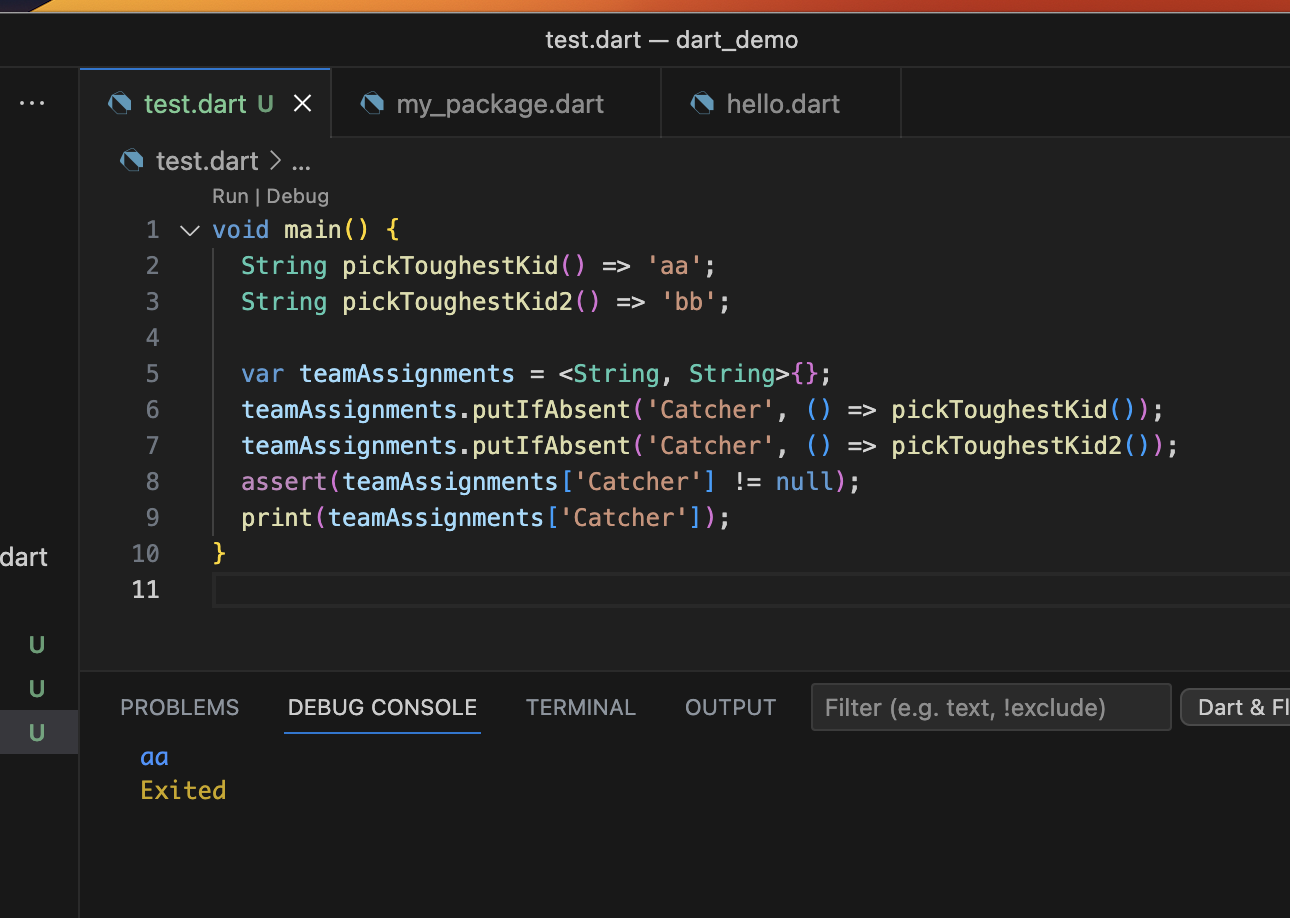 test.dart — dart_demo
··· test.dart U my_package.dart hello.dart
test.dart > ...
Run | Debug
1 void main() {
2   String pickToughestKid() => 'aa';
3   String pickToughestKid2() => 'bb';
4
5   var teamAssignments = <String, String>{};
6   teamAssignments.putIfAbsent('Catcher', () => pickToughestKid());
7   teamAssignments.putIfAbsent('Catcher', () => pickToughestKid2());
8   assert(teamAssignments['Catcher'] != null);
9   print(teamAssignments['Catcher']);
10 }
11
dart
U
U
U
PROBLEMS DEBUG CONSOLE TERMINAL OUTPUT Filter (e.g. text, !exclude) Dart & Fl
aa
Exited